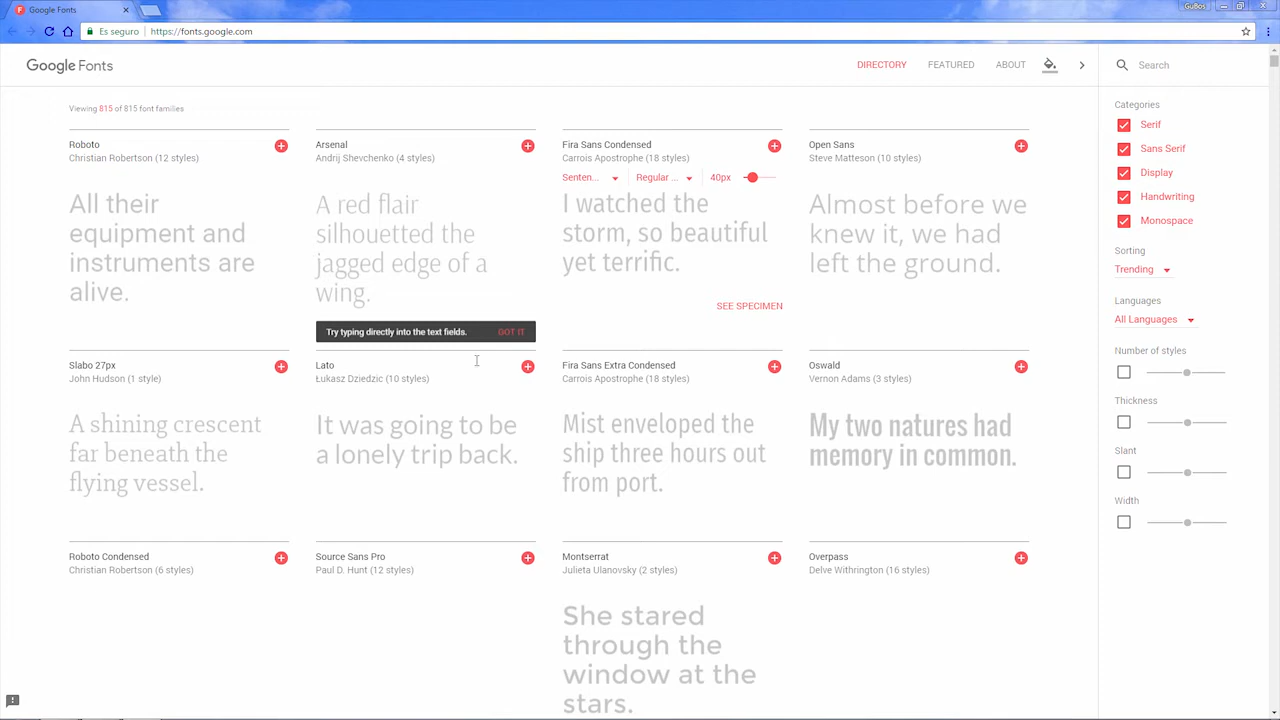 Google Fonts
GuBos
Es seguro
https://fonts.google.com
Google Fonts
DIRECTORY
FEATURED
ABOUT
Search
Viewing 815 of 815 font families
Roboto
Christian Robertson (12 styles)
All their
equipment and
instruments are
alive.
Arsenal
Andrij Shevchenko (4 styles)
A red flair
silhouetted the
jagged edge of a
wing.
Try typing directly into the text fields.
GOT IT
Fira Sans Condensed
Carrois Apostrophe (18 styles)
Senten...
Regular ...
40px
I watched the
storm, so beautiful
yet terrific.
SEE SPECIMEN
Open Sans
Steve Matteson (10 styles)
Almost before we
knew it, we had
left the ground.
Slabo 27px
John Hudson (1 style)
A shining crescent
far beneath the
flying vessel.
Lato
Łukasz Dziedzic (10 styles)
It was going to be
a lonely trip back.
Fira Sans Extra Condensed
Carrois Apostrophe (18 styles)
Mist enveloped the
ship three hours out
from port.
Oswald
Vernon Adams (3 styles)
My two natures had
memory in common.
Roboto Condensed
Christian Robertson (6 styles)
Source Sans Pro
Paul D. Hunt (12 styles)
Montserrat
Julieta Ulanovsky (2 styles)
She stared
through the
window at the
stars.
Overpass
Delve Withrington (16 styles)
Categories
Serif
Sans Serif
Display
Handwriting
Monospace
Sorting
Trending
Languages
All Languages
Number of styles
Thickness
Slant
Width